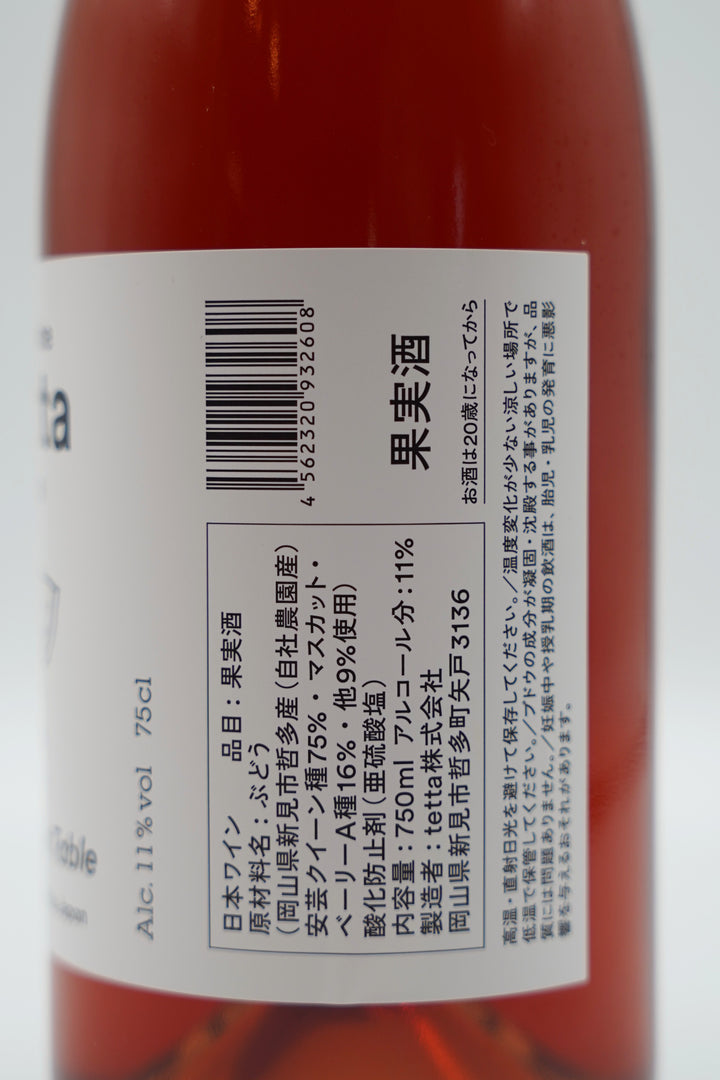 ta
Table
Japan
Alc. 11% vol 75cl
日本ワイン 品目：果実酒
原材料名：ぶどう
（岡山県新見市哲多産（自社農園産）
安芸クイーン種75%・マスカット・
ベーリーA種16%・他9%使用）
酸化防止剤（亜硫酸塩）
内容量：750ml アルコール分：11%
製造者：tetta株式会社
岡山県新見市哲多町矢戸3136
4 562320 932608
果実酒
お酒は20歳になってから
高温・直射日光を避けて保存してください。／温度変化が少ない涼しい場所で
低温で保管してください。／ブドウの成分が凝固・沈殿する事がありますが、品
質には問題ありません。／妊娠中や授乳期の飲酒は、胎児・乳児の発育に悪影
響を与えるおそれがあります。